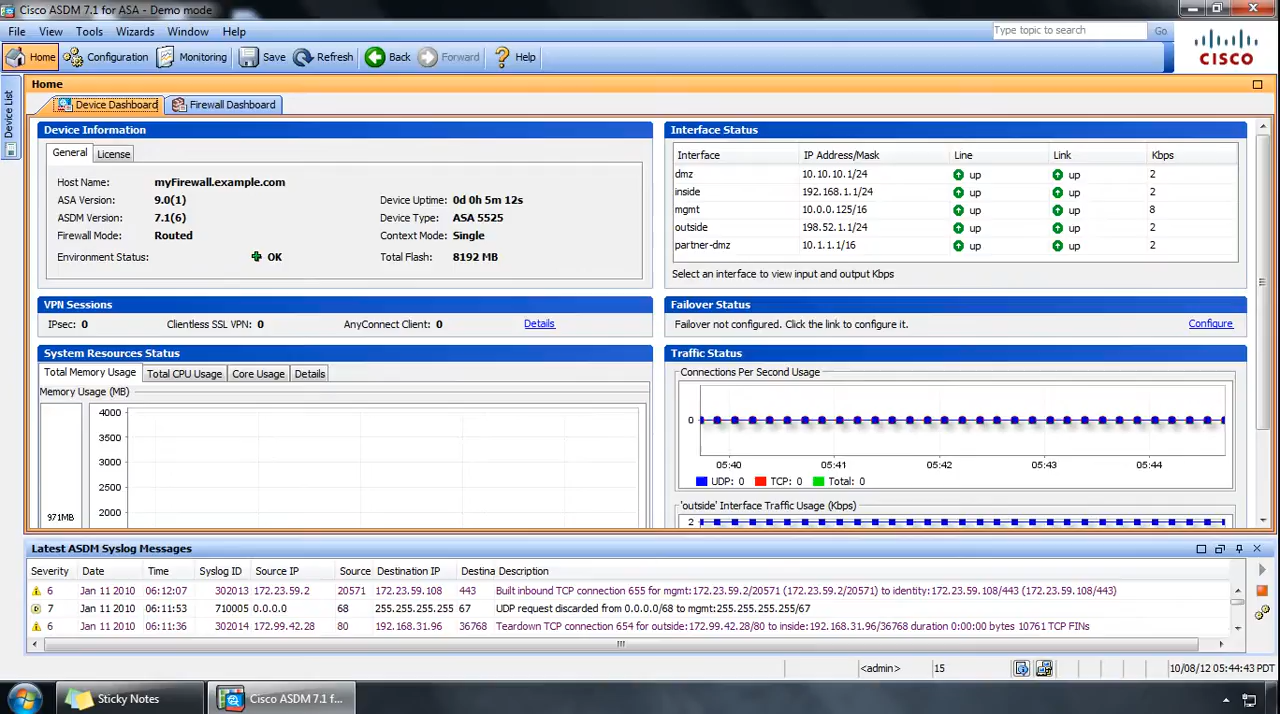 Cisco ASDM 7.1 for ASA - Demo mode
File View Tools Wizards Window Help
Type topic to search Go
Home Configuration Monitoring Save Refresh Back Forward Help
CISCO
Device List
Home
Device Dashboard Firewall Dashboard
Device Information
General License
Host Name: myFirewall.example.com
ASA Version: 9.0(1) Device Uptime: 0d 0h 5m 12s
ASDM Version: 7.1(6) Device Type: ASA 5525
Firewall Mode: Routed Context Mode: Single
Environment Status: OK Total Flash: 8192 MB
Interface Status
Interface IP Address/Mask Line Link Kbps
dmz 10.10.10.1/24 up up 2
inside 192.168.1.1/24 up up 2
mgmt 10.0.0.125/16 up up 8
outside 198.52.1.1/24 up up 2
partner-dmz 10.1.1.1/16 up up 2
Select an interface to view input and output Kbps
VPN Sessions
IPsec: 0 Clientless SSL VPN: 0 AnyConnect Client: 0 Details
Failover Status
Failover not configured. Click the link to configure it. Configure
System Resources Status
Total Memory Usage Total CPU Usage Core Usage Details
Memory Usage (MB)
4000
3500
3000
2500
2000
971MB
Traffic Status
Connections Per Second Usage
0
05:40 05:41 05:42 05:43 05:44
UDP: 0 TCP: 0 Total: 0
'outside' Interface Traffic Usage (Kbps)
2
Latest ASDM Syslog Messages
Severity Date Time Syslog ID Source IP Source Destination IP Destina Description
6 Jan 11 2010 06:12:07 302013 172.23.59.2 20571 172.23.59.108 443 Built inbound TCP connection 655 for mgmt:172.23.59.2/20571 (172.23.59.2/20571) to identity:172.23.59.108/443 (172.23.59.108/443)
7 Jan 11 2010 06:11:53 710005 0.0.0.0 68 255.255.255.255 67 UDP request discarded from 0.0.0.0/68 to mgmt:255.255.255.255/67
6 Jan 11 2010 06:11:36 302014 172.99.42.28 80 192.168.31.96 36768 Teardown TCP connection 654 for outside:172.99.42.28/80 to inside:192.168.31.96/36768 duration 0:00:00 bytes 10761 TCP FINs
<admin> 15 10/08/12 05:44:43 PDT
Sticky Notes Cisco ASDM 7.1 f...